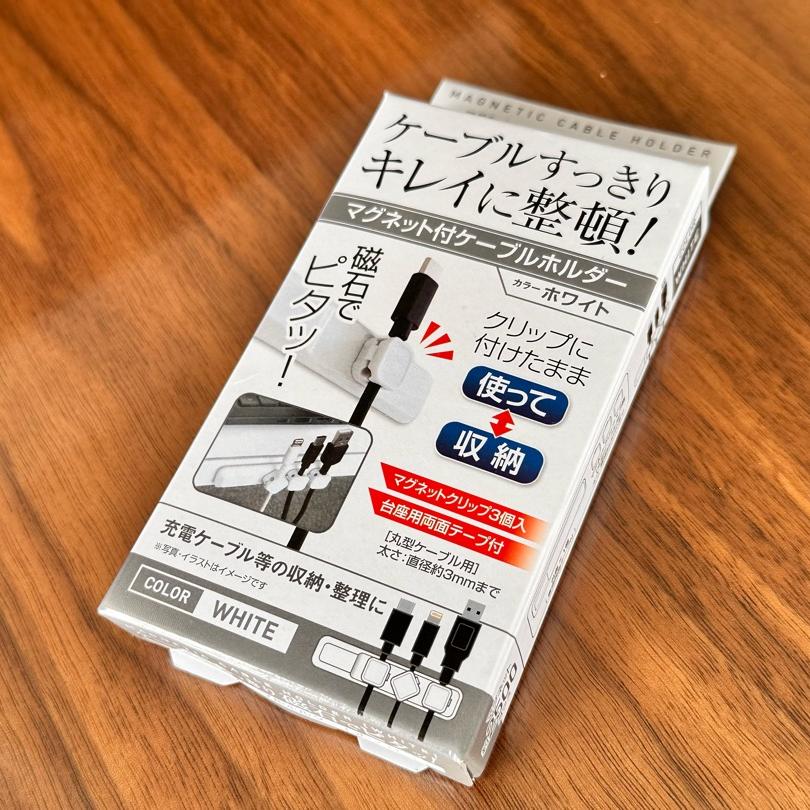 MAGNETIC CABLE HOLDER
ケーブルすっきり
キレイに整頓!
マグネット付ケーブルホルダー
カラー ホワイト
磁石で
ピタッ!
クリップに
付けたまま
使って
収納
マグネットクリップ3個入
台座用両面テープ付
[丸型ケーブル用]
太さ:直径約3mmまで
充電ケーブル等の収納・整理に
※写真・イラストはイメージです
COLOR WHITE